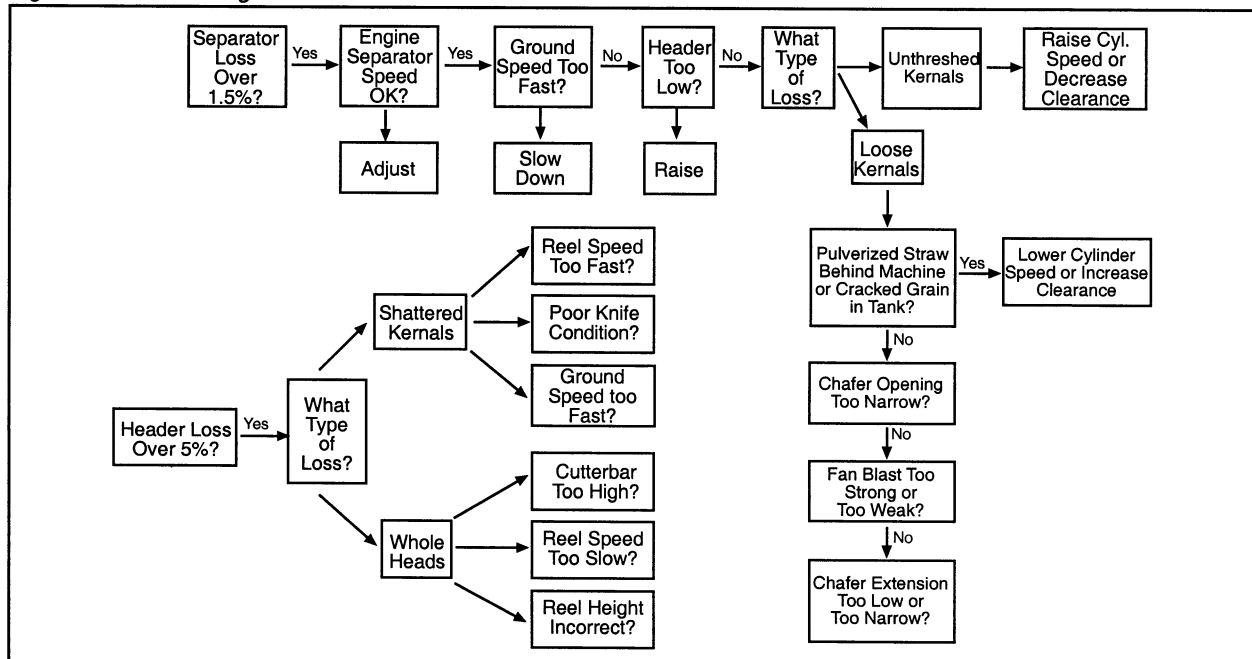 Separator
Loss
Over
1.5%?
Yes
Engine
Separator
Speed
OK?
Yes
Ground
Speed Too
Fast?
No
Header
Too
Low?
No
What
Type
of
Loss?
Unthreshed
Kernals
Raise Cyl.
Speed or
Decrease
Clearance
Adjust
Slow
Down
Raise
Loose
Kernals
Pulverized Straw
Behind Machine
or Cracked Grain
in Tank?
Yes
Lower Cylinder
Speed or Increase
Clearance
No
Chafer Opening
Too Narrow?
No
Fan Blast Too
Strong or
Too Weak?
No
Chafer Extension
Too Low or
Too Narrow?
Header Loss
Over 5%?
Yes
What
Type
of
Loss?
Shattered
Kernals
Reel Speed
Too Fast?
Poor Knife
Condition?
Ground
Speed too
Fast?
Whole
Heads
Cutterbar
Too High?
Reel Speed
Too Slow?
Reel Height
Incorrect?